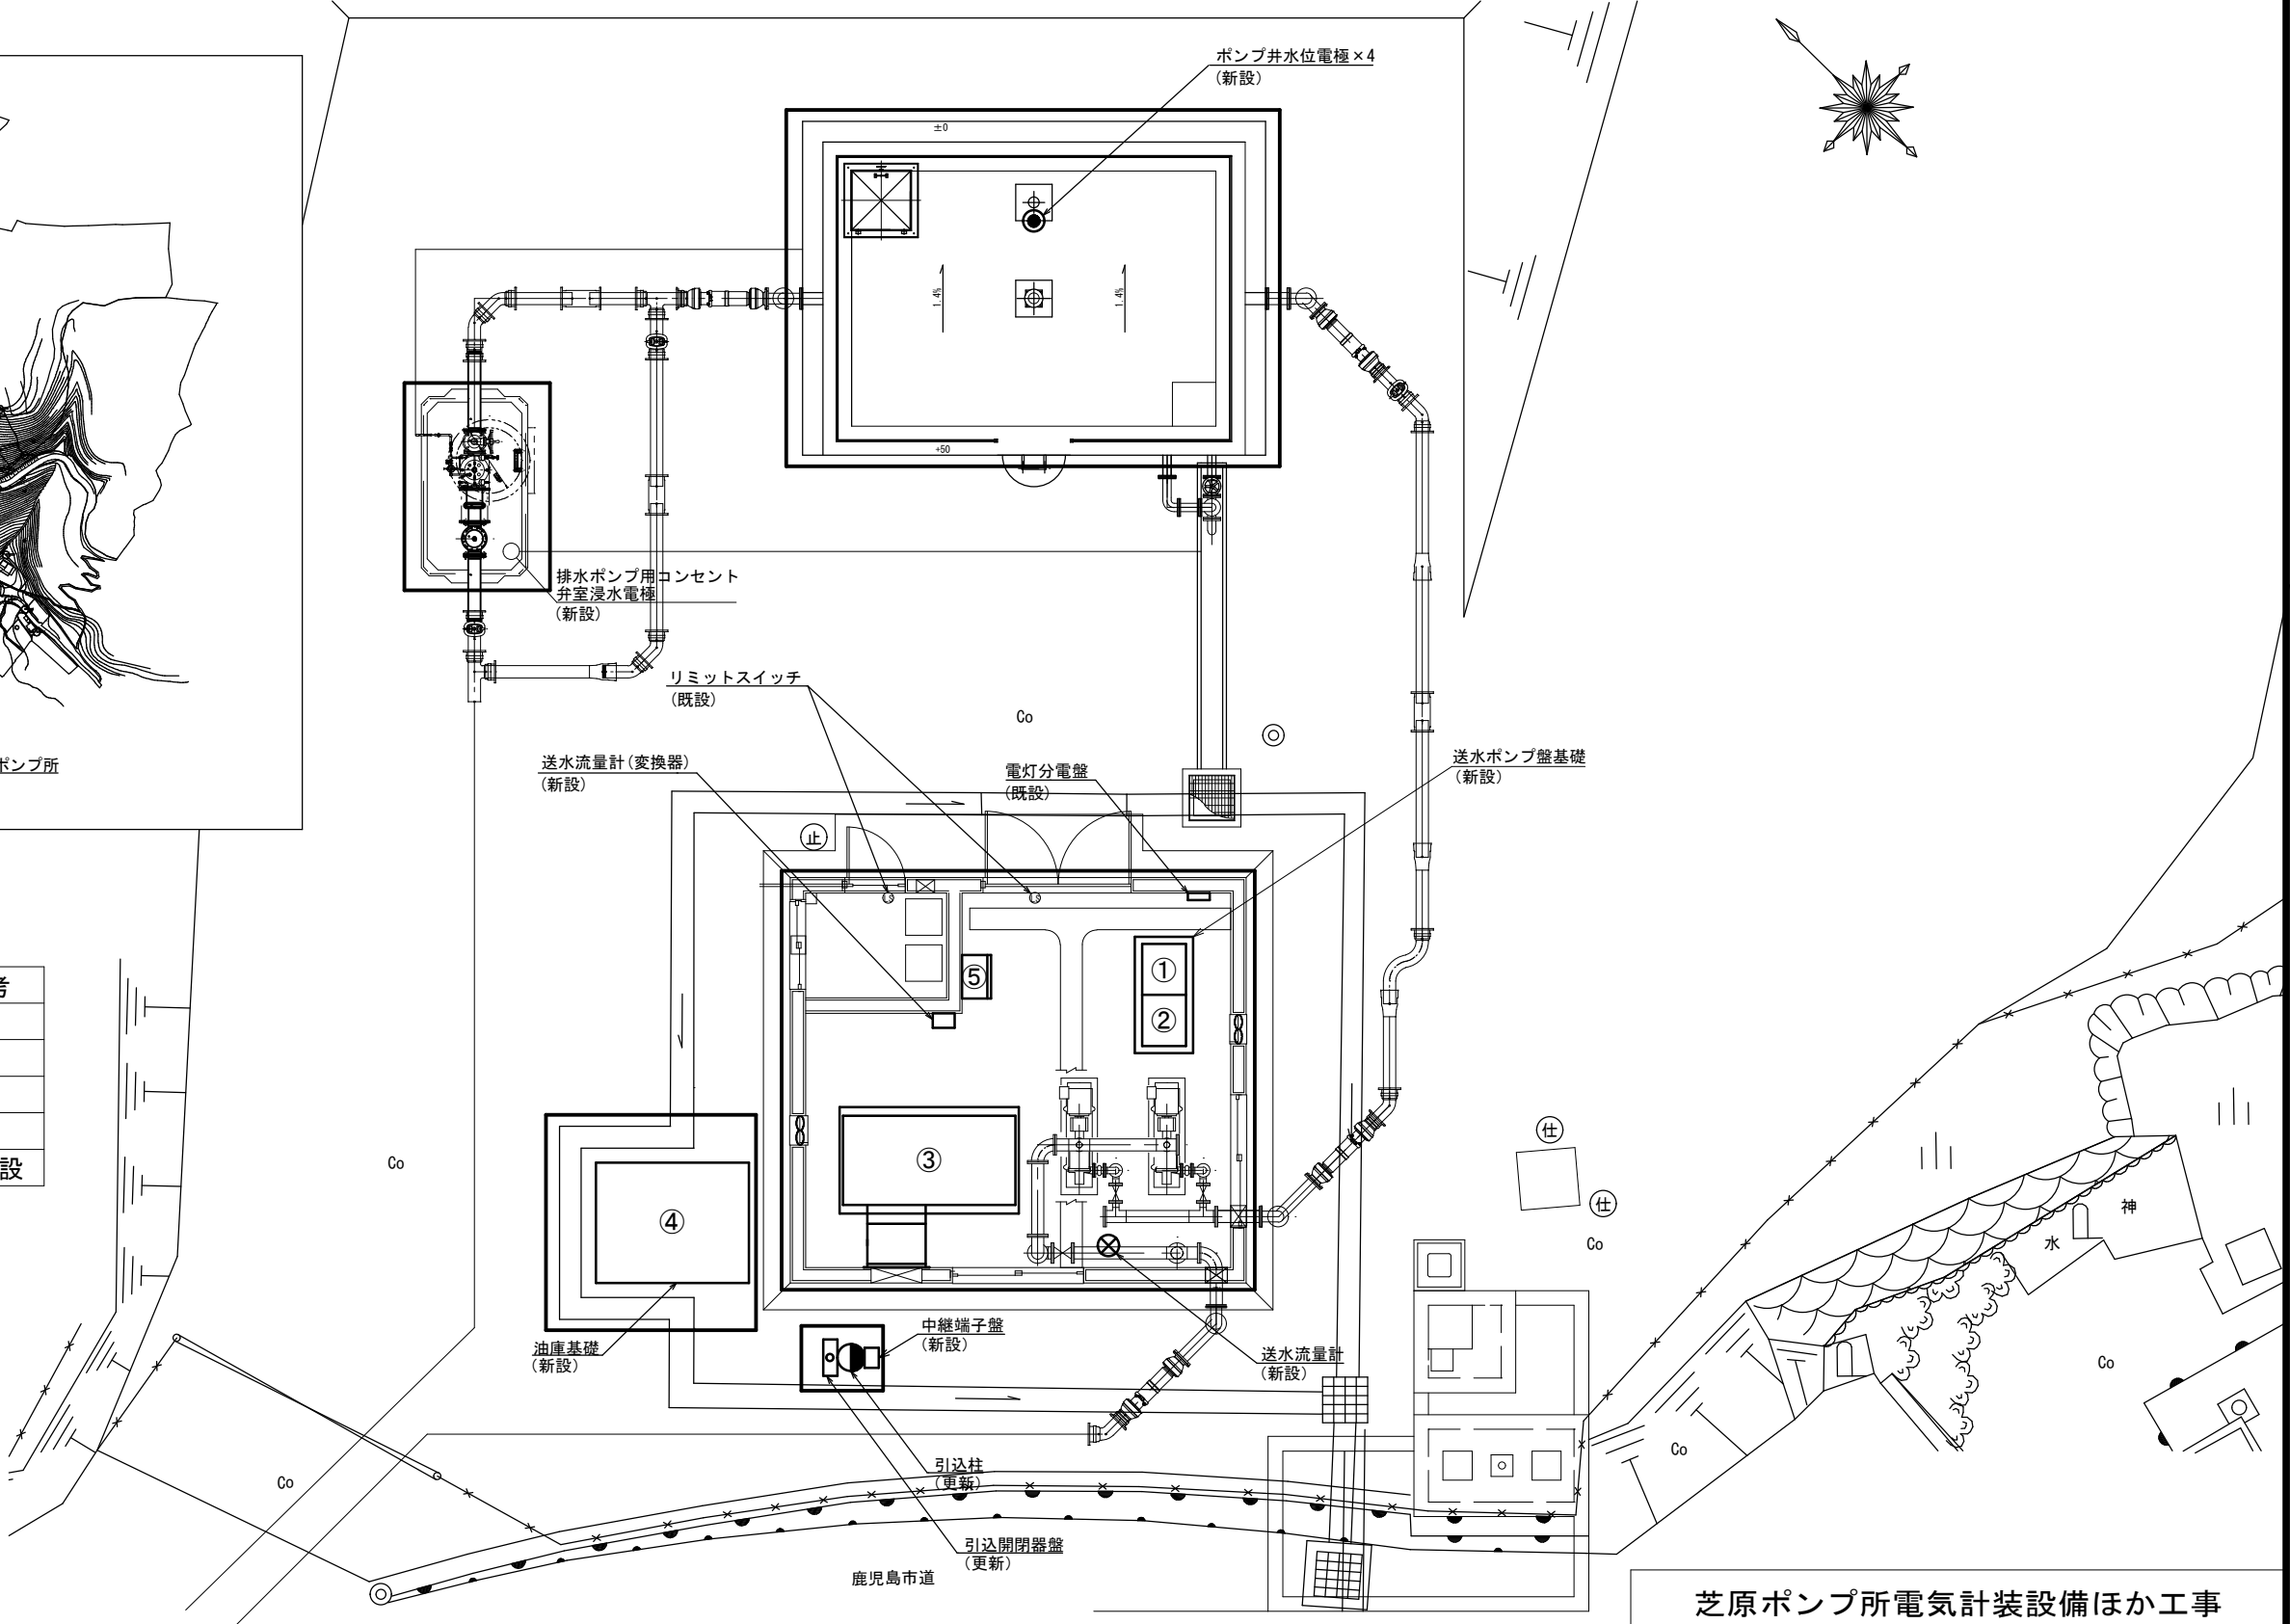 ポンプ井水位電極×4
(新設)
±0
1.4%
1.4%
+50
排水ポンプ用コンセント
弁室浸水電極
(新設)
リミットスイッチ
(既設)
Co
ポンプ所
送水流量計(変換器)
(新設)
電灯分電盤
(既設)
送水ポンプ盤基礎
(新設)
止
①
⑤
②
考
設
Co
③
④
仕
仕
Co
神
水
油庫基礎
(新設)
中継端子盤
(新設)
送水流量計
(新設)
Co
Co
Co
引込柱
(更新)
引込開閉器盤
(更新)
鹿児島市道
芝原ポンプ所電気計装設備ほか工事